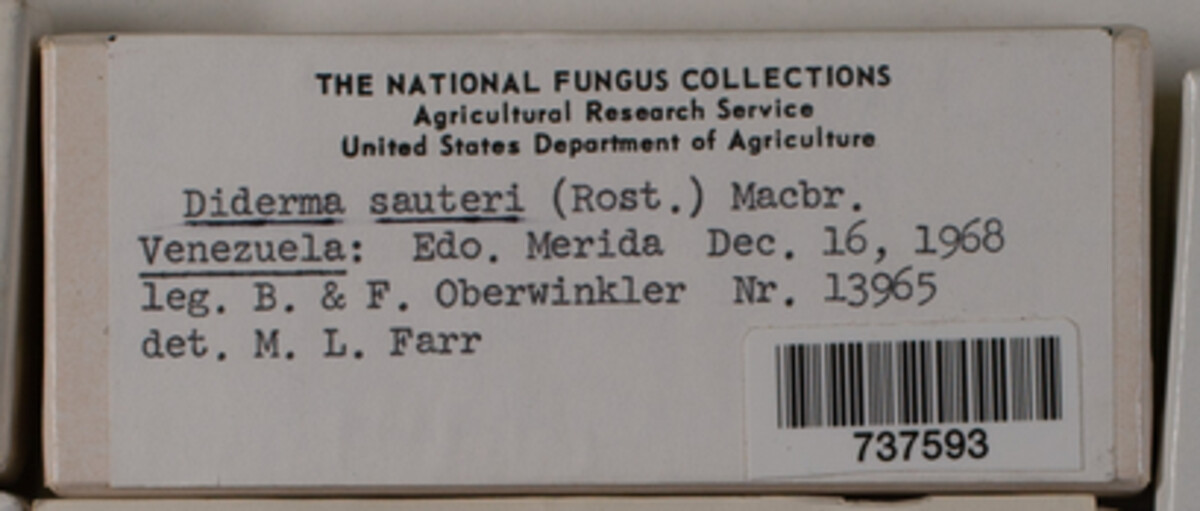 THE NATIONAL FUNGUS COLLECTIONS
Agricultural Research Service
United States Department of Agriculture
Diderma sauteri (Rost.) Macbr.
Venezuela: Edo. Merida Dec. 16, 1968
leg. B. & F. Oberwinkler Nr. 13965
det. M. L. Farr
737593